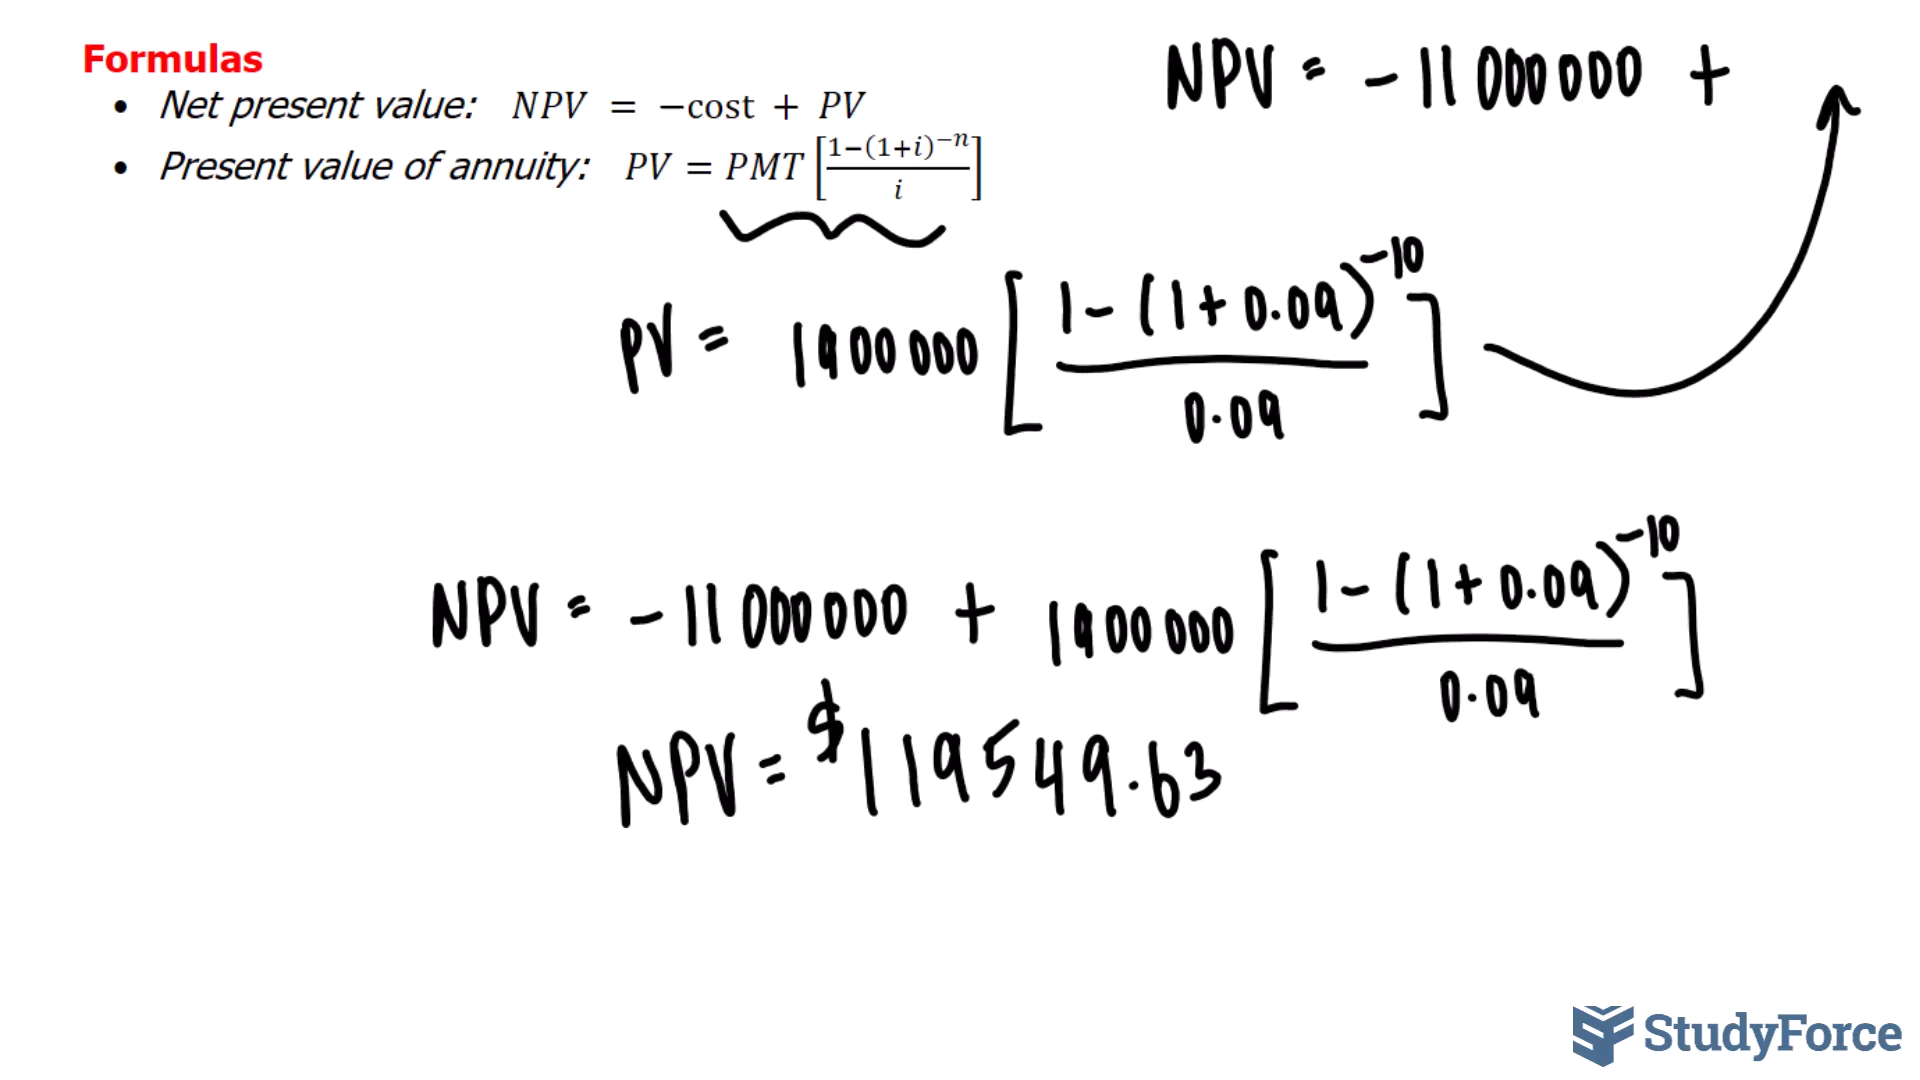 Formulas
• Net present value: NPV = −cost + PV
• Present value of annuity: PV = PMT [1−(1+i)^−n / i]
NPV = -11 000 000 +
PV = 1900 000 [1 - (1 + 0.09)^-10 / 0.09]
NPV = -11 000 000 + 1900 000 [1 - (1 + 0.09)^-10 / 0.09]
NPV = $119549.63
StudyForce